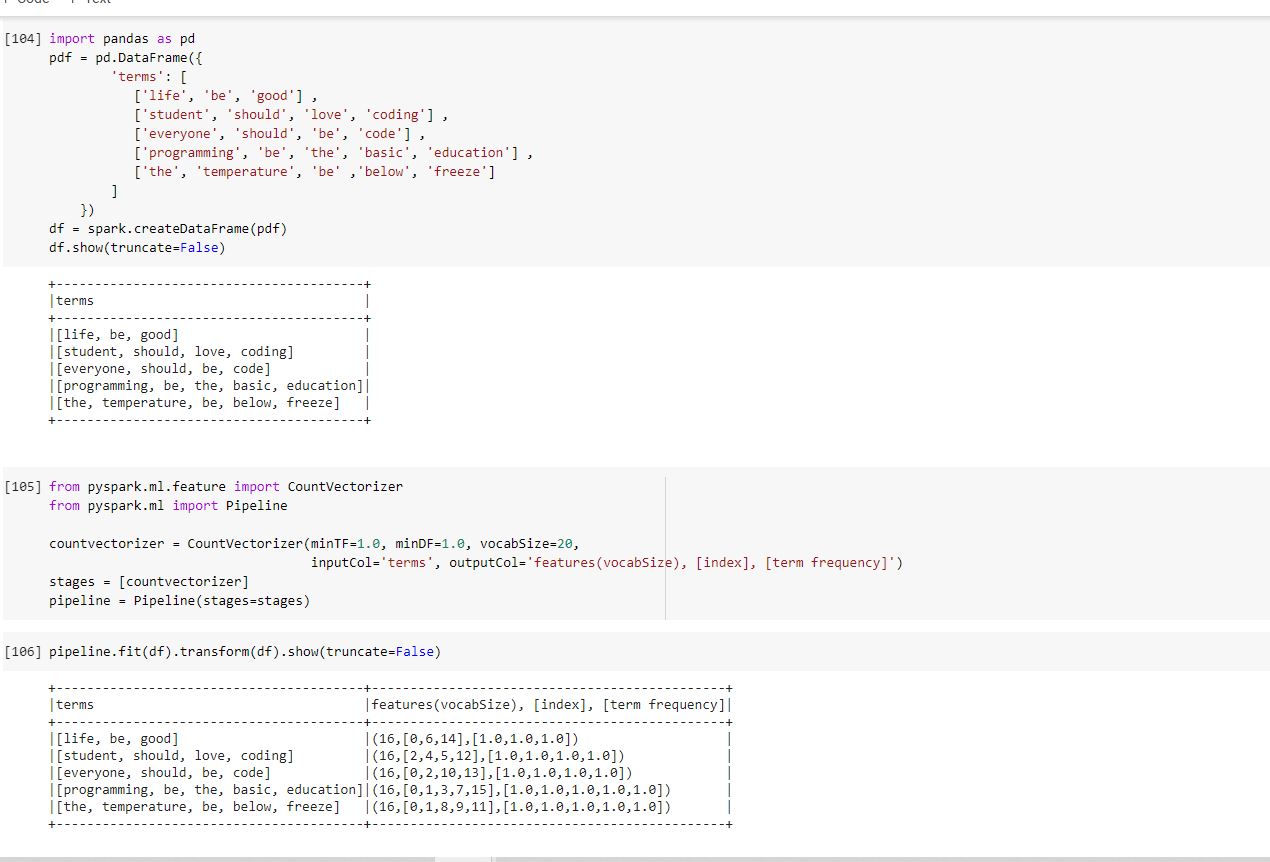 [104] import pandas as pd
pdf = pd.DataFrame({
'terms': [
['life', 'be', 'good'] ,
['student', 'should', 'love', 'coding'] ,
['everyone', 'should', 'be', 'code'] ,
['programming', 'be', 'the', 'basic', 'education'] ,
['the', 'temperature', 'be' ,'below', 'freeze']
]
})
df = spark.createDataFrame(pdf)
df.show(truncate=False)
+----------------------------------------+
|terms                                   |
+----------------------------------------+
|[life, be, good]                        |
|[student, should, love, coding]         |
|[everyone, should, be, code]            |
|[programming, be, the, basic, education]|
|[the, temperature, be, below, freeze]   |
+----------------------------------------+
[105] from pyspark.ml.feature import CountVectorizer
from pyspark.ml import Pipeline
countvectorizer = CountVectorizer(minTF=1.0, minDF=1.0, vocabSize=20,
inputCol='terms', outputCol='features(vocabSize), [index], [term frequency]')
stages = [countvectorizer]
pipeline = Pipeline(stages=stages)
[106] pipeline.fit(df).transform(df).show(truncate=False)
+----------------------------------------+----------------------------------------------+
|terms                                   |features(vocabSize), [index], [term frequency]|
+----------------------------------------+----------------------------------------------+
|[life, be, good]                        |(16,[0,6,14],[1.0,1.0,1.0])                   |
|[student, should, love, coding]         |(16,[2,4,5,12],[1.0,1.0,1.0,1.0])             |
|[everyone, should, be, code]            |(16,[0,2,10,13],[1.0,1.0,1.0,1.0])            |
|[programming, be, the, basic, education]|(16,[0,1,3,7,15],[1.0,1.0,1.0,1.0,1.0])       |
|[the, temperature, be, below, freeze]   |(16,[0,1,8,9,11],[1.0,1.0,1.0,1.0,1.0])       |
+----------------------------------------+----------------------------------------------+